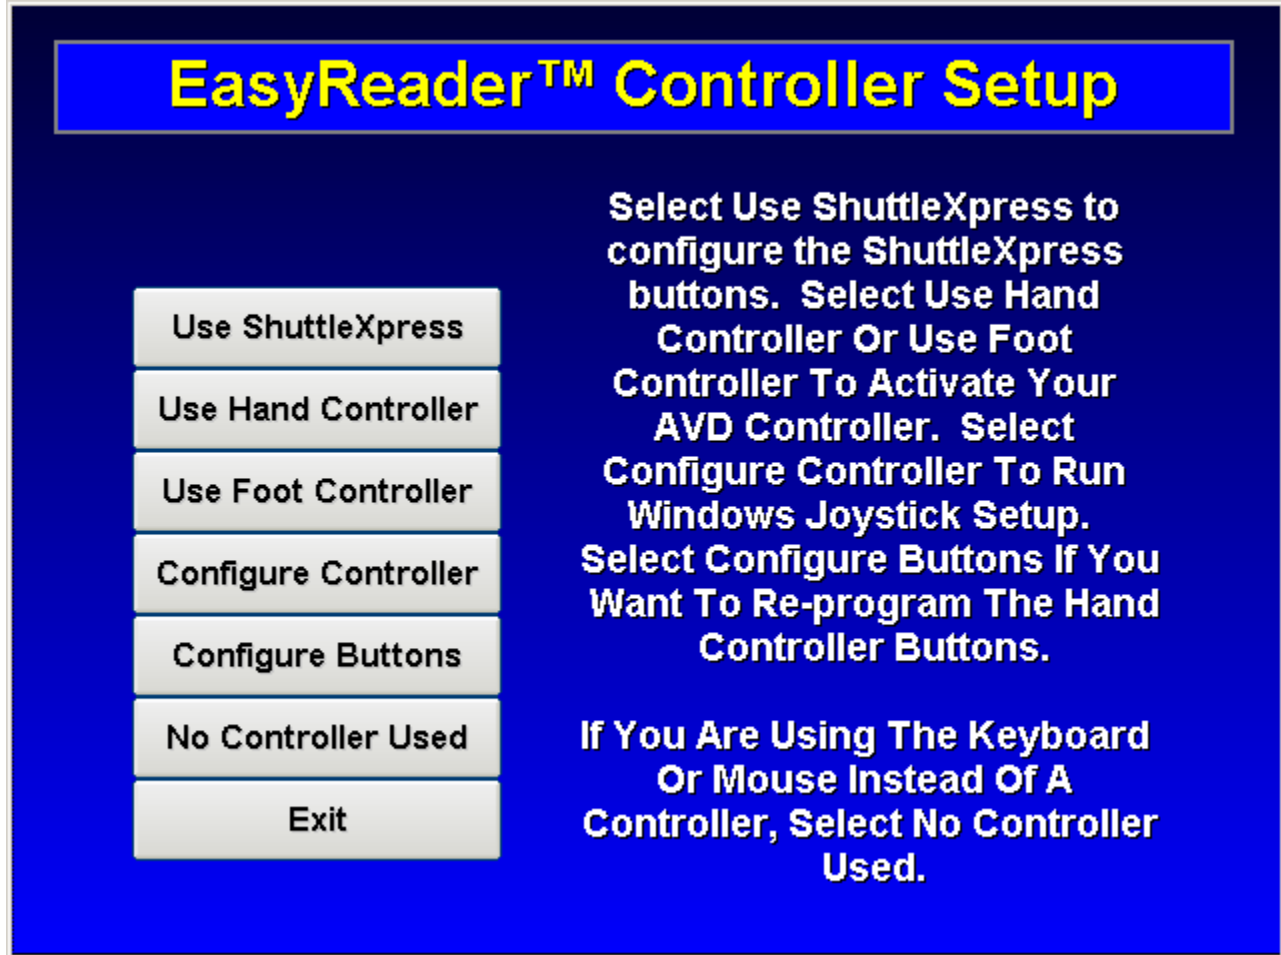 EasyReader™ Controller Setup
Use ShuttleXpress
Use Hand Controller
Use Foot Controller
Configure Controller
Configure Buttons
No Controller Used
Exit
Select Use ShuttleXpress to
configure the ShuttleXpress
buttons.  Select Use Hand
Controller Or Use Foot
Controller To Activate Your
AVD Controller.  Select
Configure Controller To Run
Windows Joystick Setup.
Select Configure Buttons If You
Want To Re-program The Hand
Controller Buttons.
If You Are Using The Keyboard
Or Mouse Instead Of A
Controller, Select No Controller
Used.